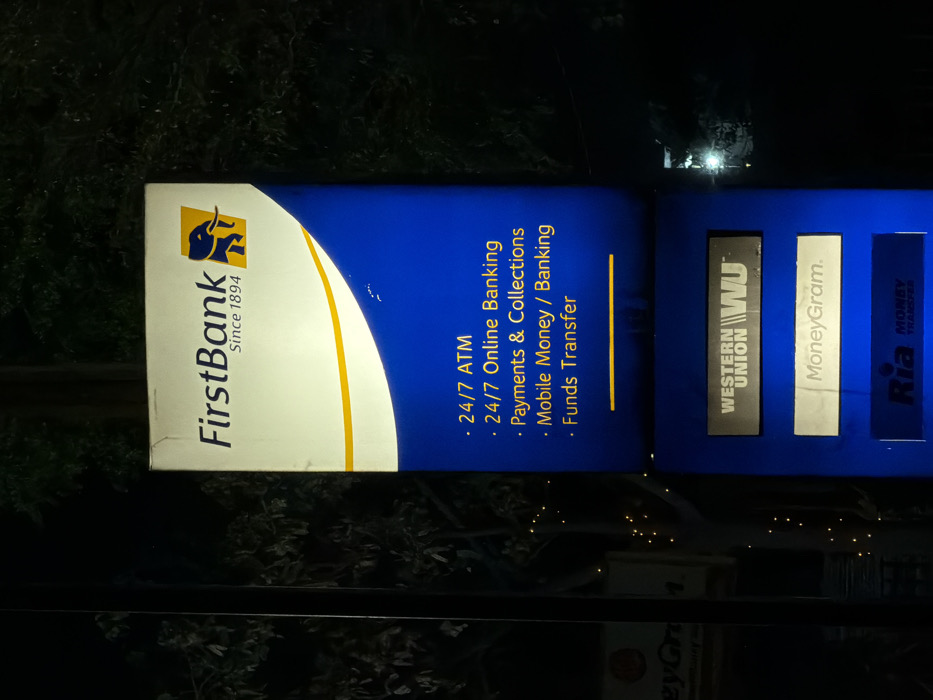 FirstBank
Since 1894
· 24/7 ATM
· 24/7 Online Banking
· Payments & Collections
· Mobile Money / Banking
· Funds Transfer
WESTERN UNION WU
MoneyGram.
Ria MONEY TRANSFER